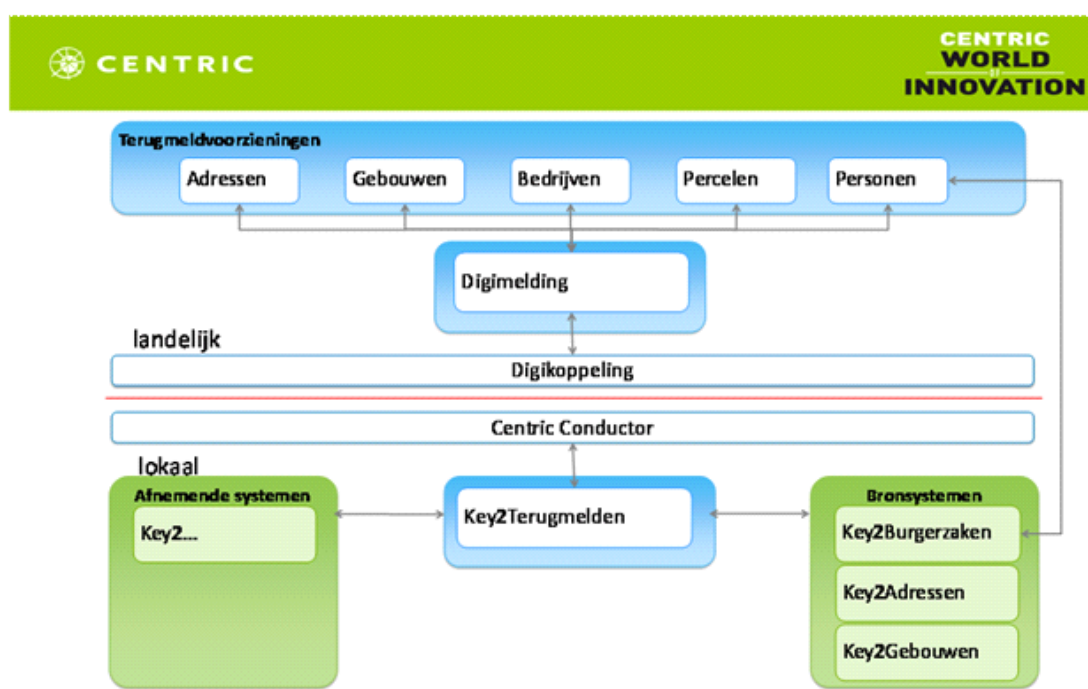 CENTRIC
CENTRIC
WORLD
OF
INNOVATION
Terugmeldvoorzieningen
Adressen
Gebouwen
Bedrijven
Percelen
Personen
Digimelding
landelijk
Digikoppeling
Centric Conductor
lokaal
Afnemende systemen
Key2...
Key2Terugmelden
Bronsystemen
Key2Burgerzaken
Key2Adressen
Key2Gebouwen